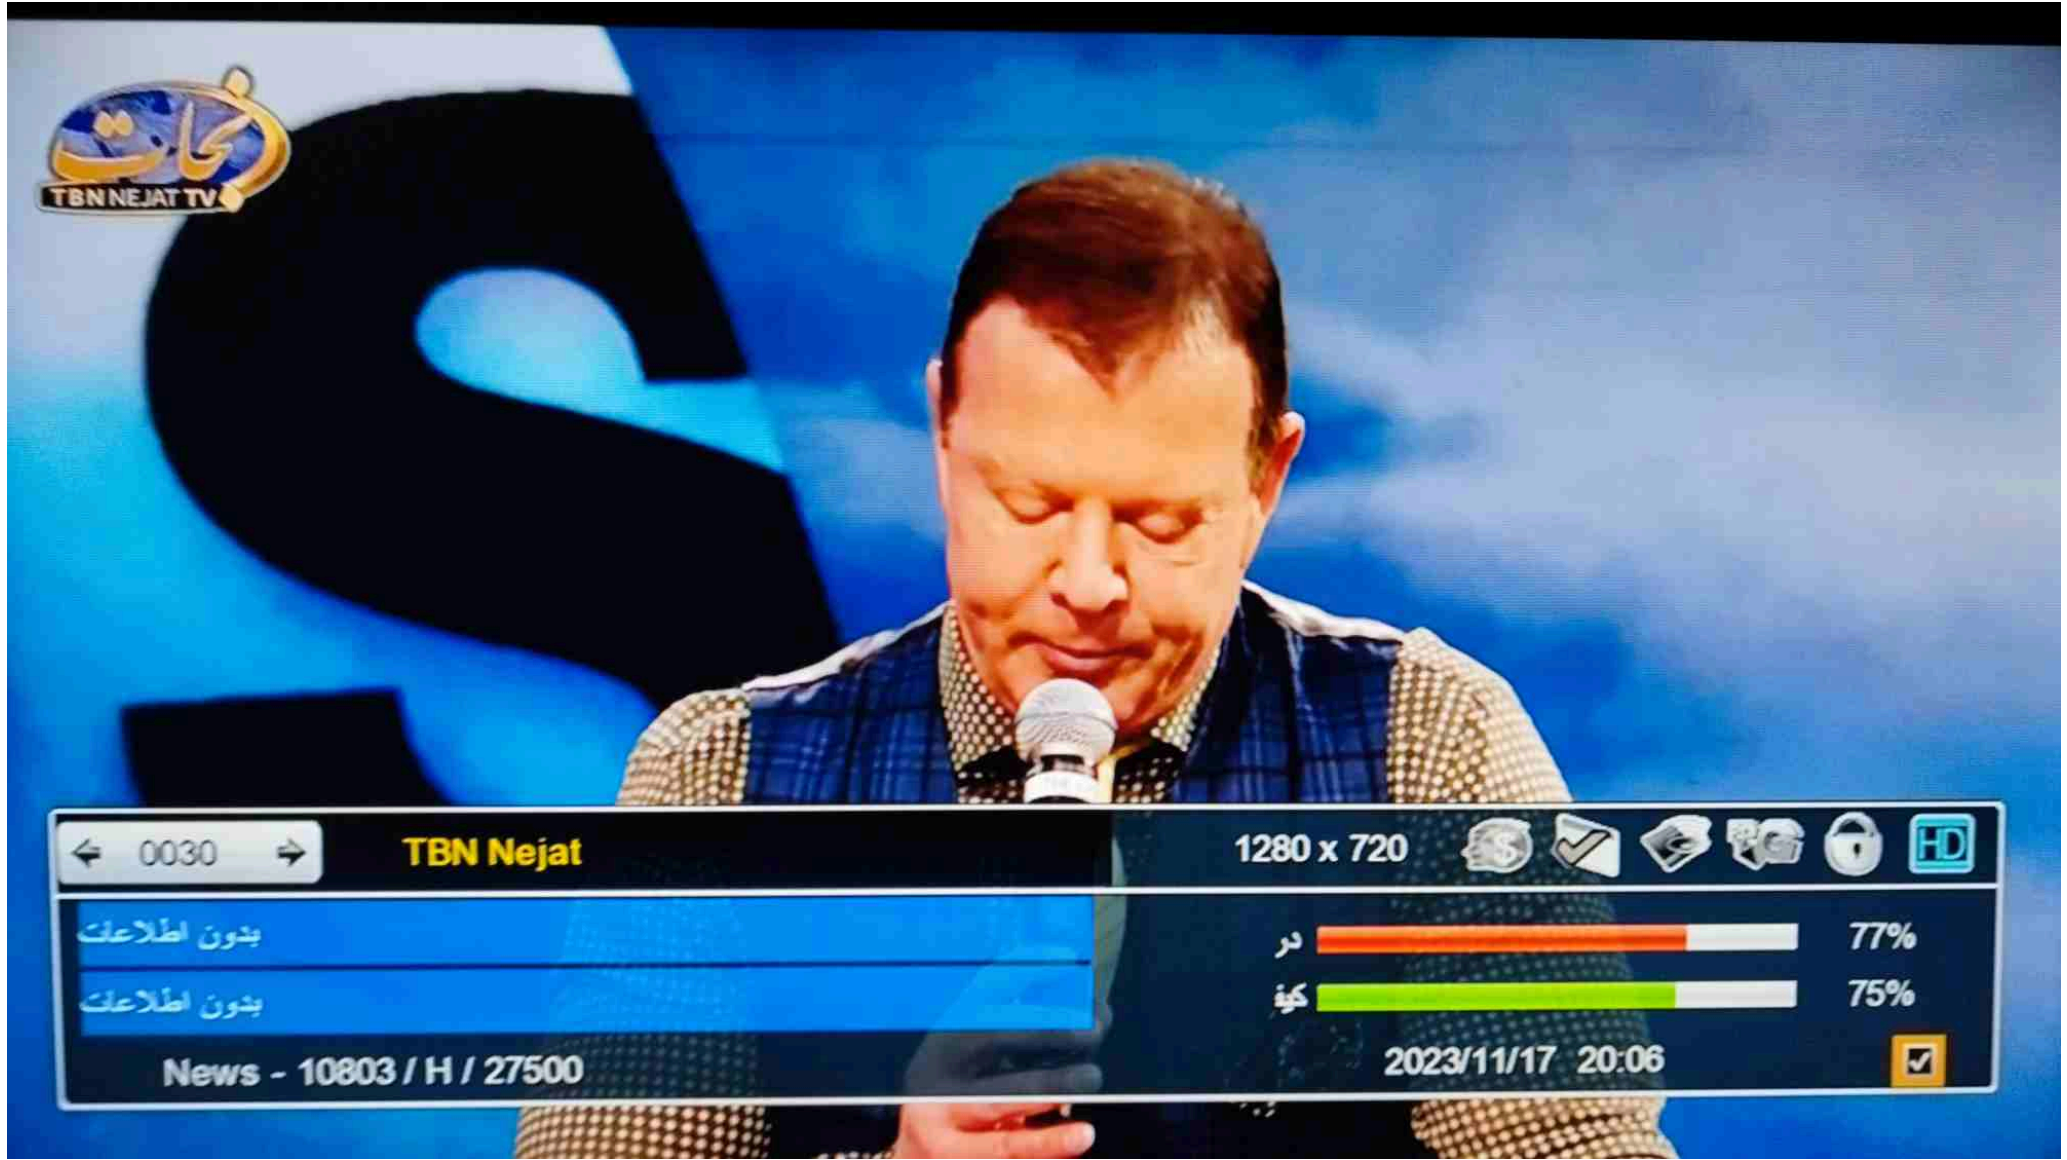 نجات
TBN NEJAT TV
S
0030
TBN Nejat
1280 x 720
HD
بدون اطلاعات
در
77%
بدون اطلاعات
كيف
75%
News - 10803 / H / 27500
2023/11/17 20:06